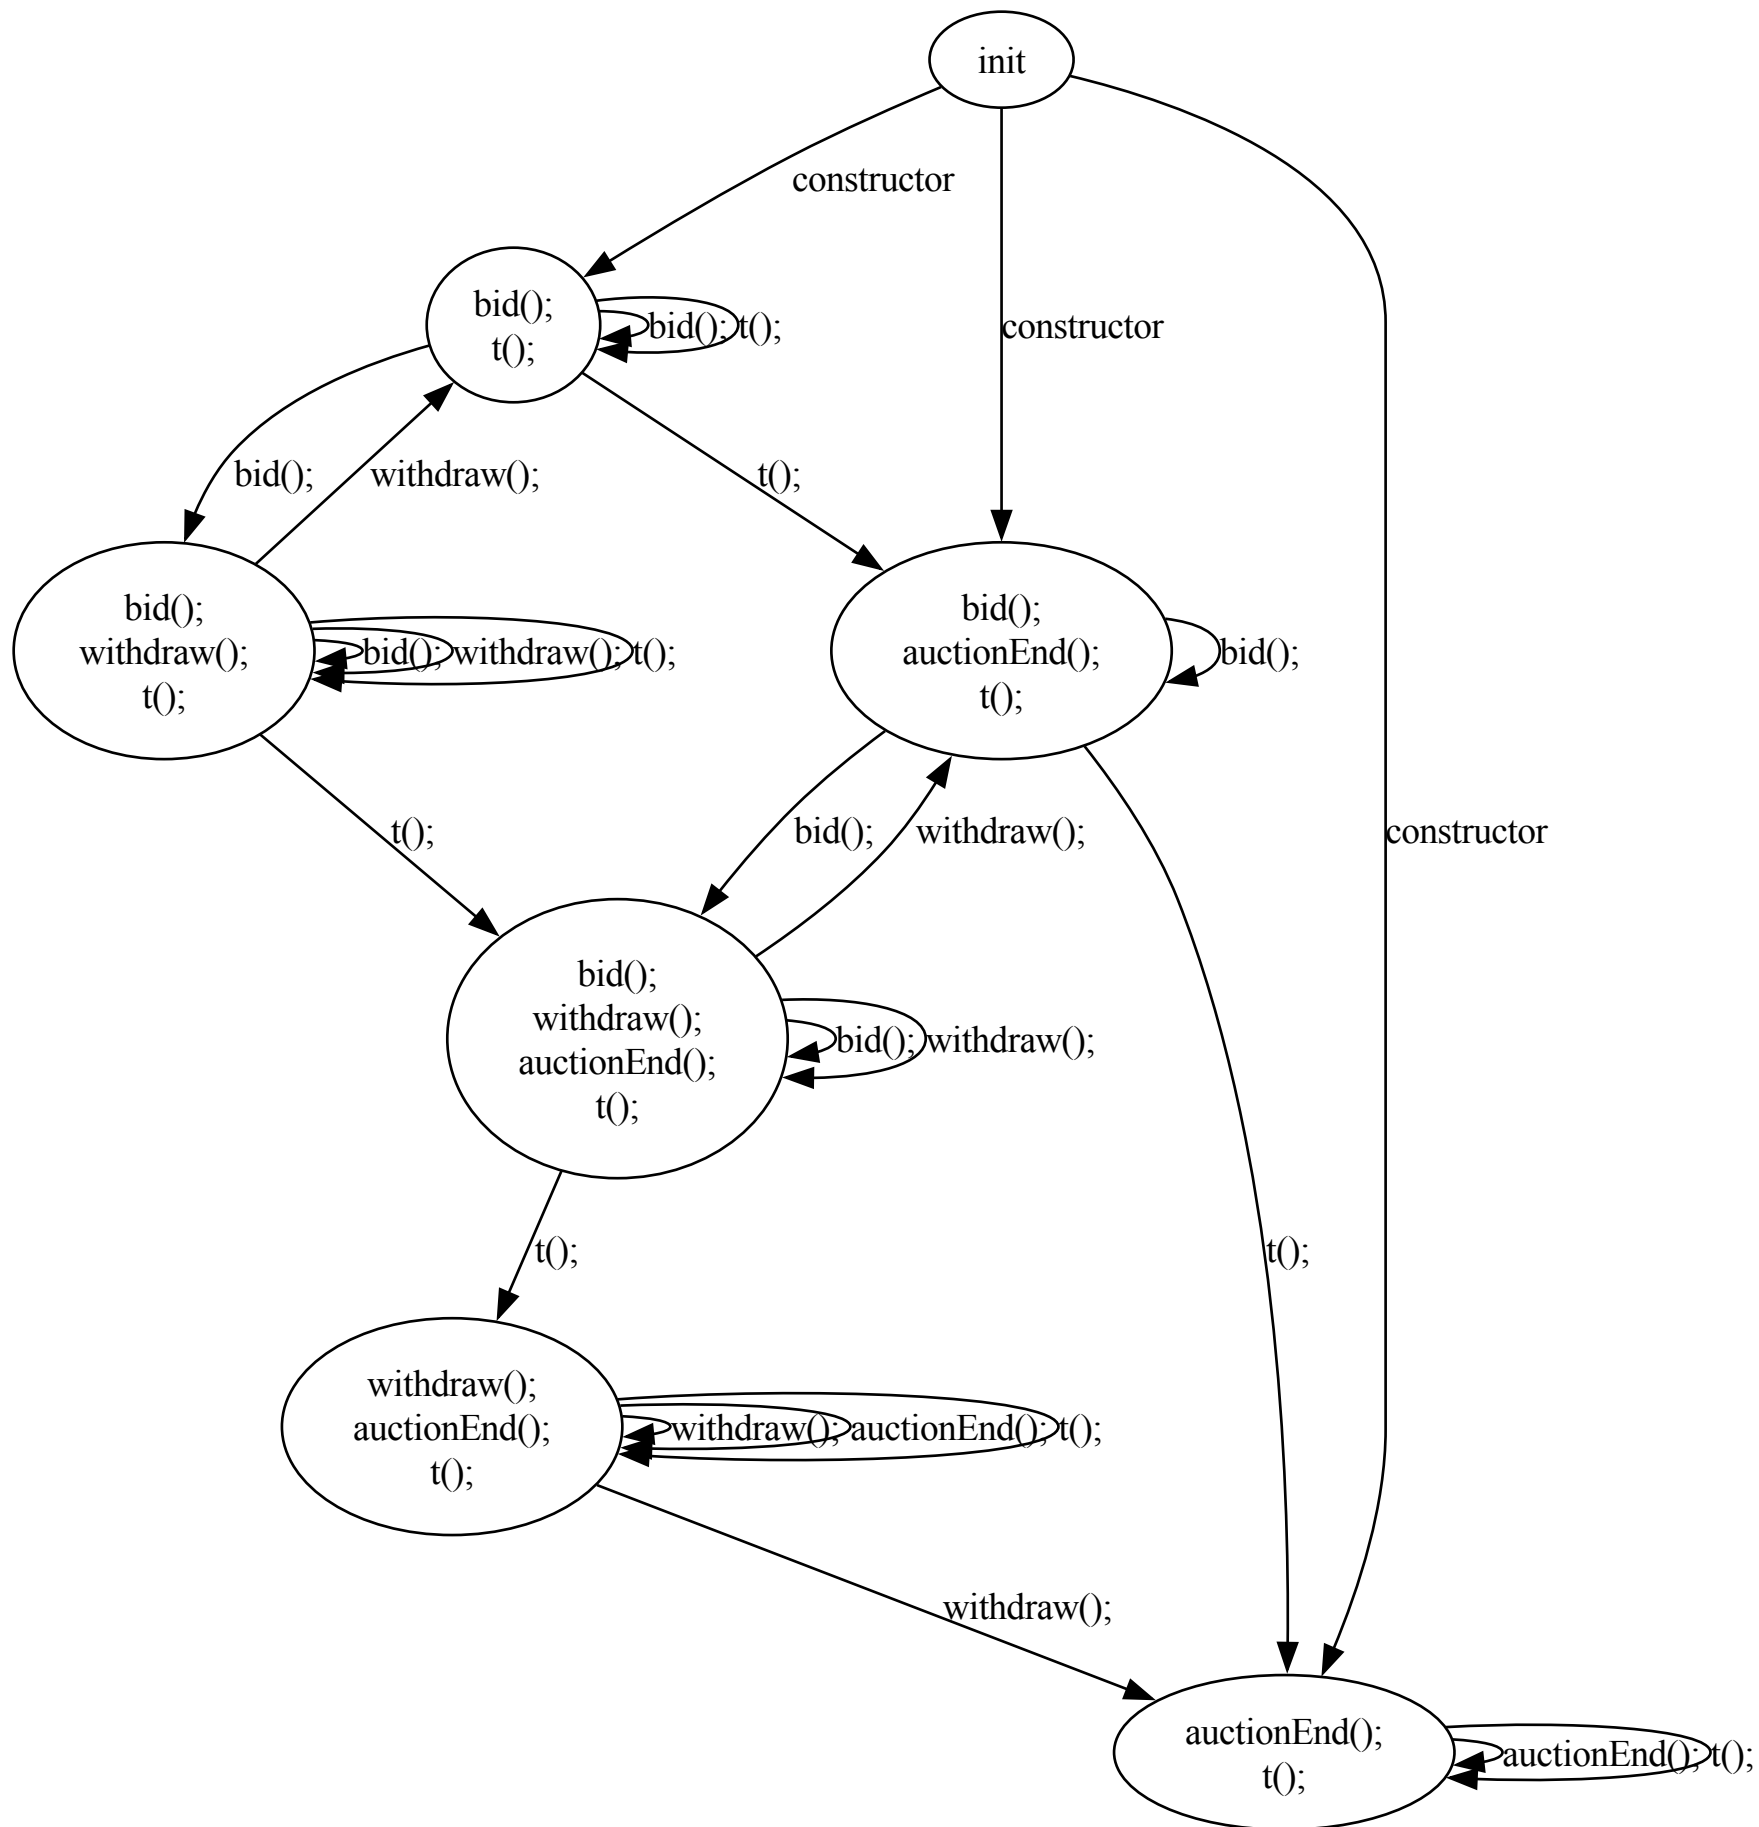 init
constructor
bid();
t();
bid();
t();
constructor
bid();
withdraw();
t();
bid();
withdraw();
t();
bid();
withdraw();
t();
bid();
auctionEnd();
t();
bid();
t();
bid();
withdraw();
constructor
bid();
withdraw();
auctionEnd();
t();
bid();
withdraw();
t();
t();
withdraw();
auctionEnd();
t();
withdraw();
auctionEnd();
t();
withdraw();
auctionEnd();
t();
auctionEnd();
t();